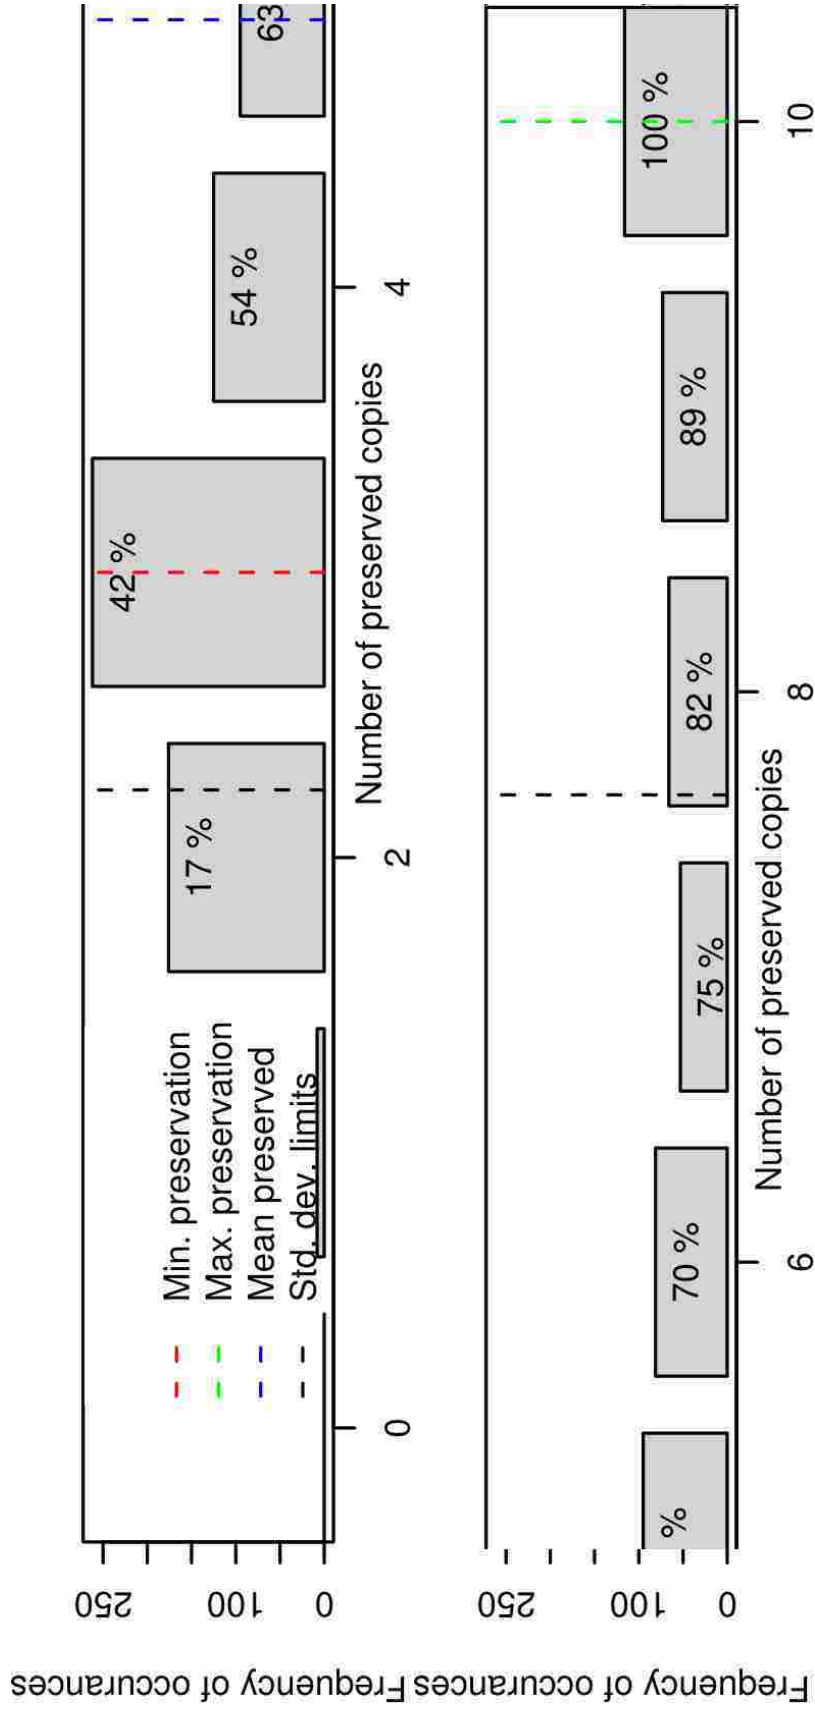 Frequency of occurances
250
100
0
Min. preservation
Max. preservation
Mean preserved
Std. dev. limits
17 %
42 %
54 %
63
0
2
4
Number of preserved copies
Frequency of occurances
250
100
0
%
70 %
75 %
82 %
89 %
100 %
6
8
10
Number of preserved copies